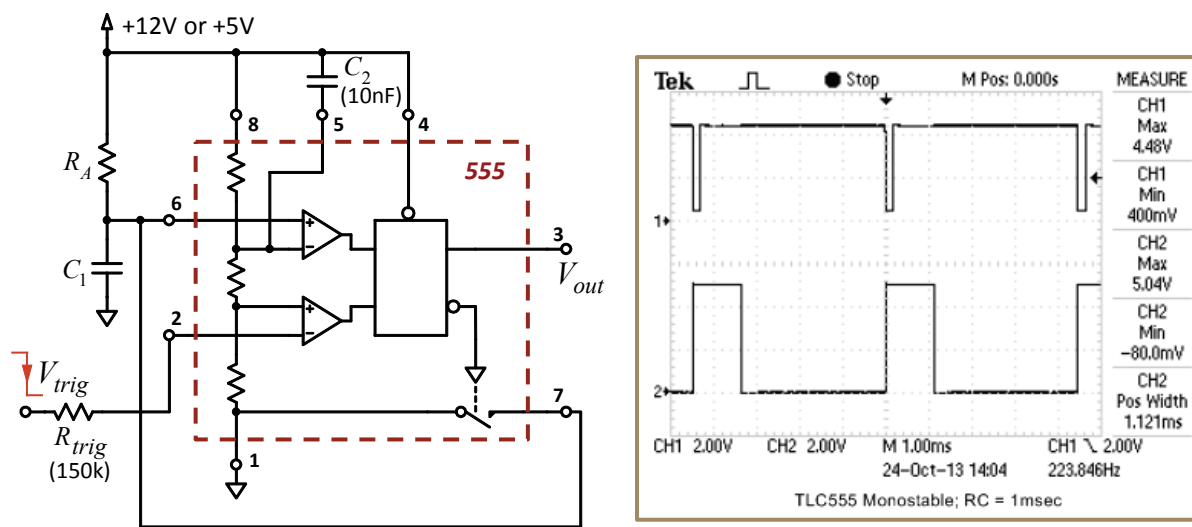 +12V or +5V
C2
(10nF)
8
5
4
RA
555
6
+
−
3
Vout
C1
+
−
2
Vtrig
7
Rtrig
(150k)
1
Tek
Stop
M Pos: 0.000s
MEASURE
CH1
Max
4.48V
CH1
Min
400mV
CH2
Max
5.04V
CH2
Min
−80.0mV
CH2
Pos Width
1.121ms
1
2
CH1 2.00V
CH2 2.00V
M 1.00ms
CH1 \ 2.00V
24-Oct-13 14:04
223.846Hz
TLC555 Monostable; RC = 1msec